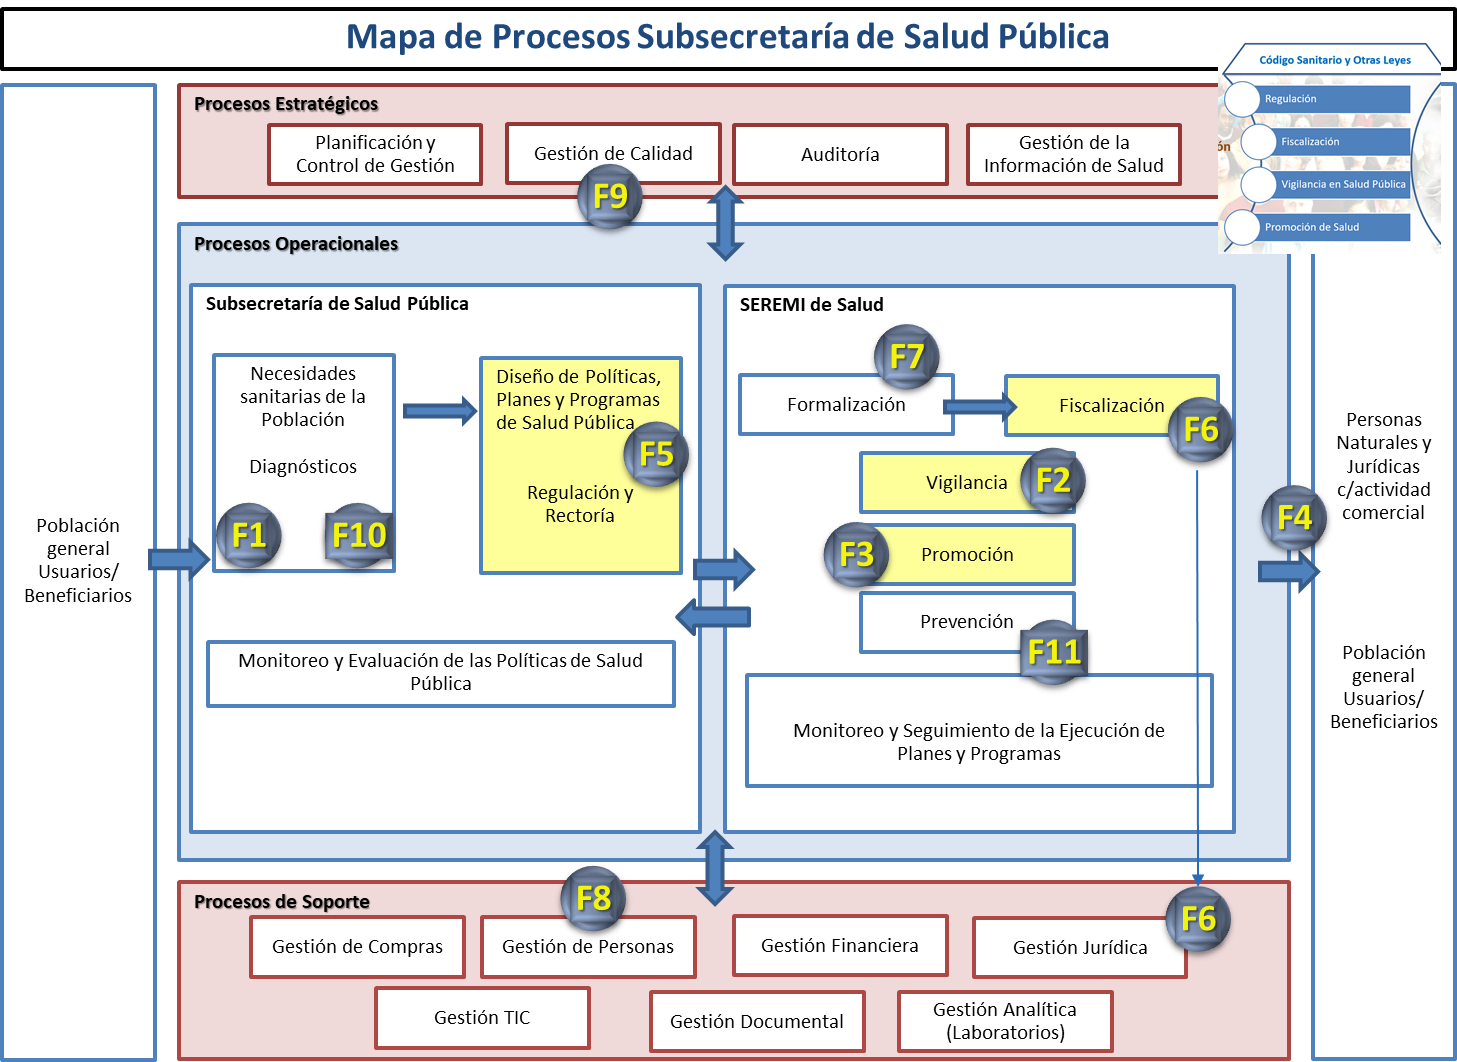 Mapa de Procesos Subsecretaría de Salud Pública
Código Sanitario y Otras Leyes
Regulación
Fiscalización
ón
Vigilancia en Salud Pública
Promoción de Salud
Procesos Estratégicos
Planificación y
Control de Gestión
Gestión de Calidad
Auditoría
Gestión de la
Información de Salud
F9
Procesos Operacionales
Subsecretaría de Salud Pública
Necesidades
sanitarias de la
Población
Diagnósticos
F1
F10
Diseño de Políticas,
Planes y Programas
de Salud Pública
F5
Regulación y
Rectoría
Monitoreo y Evaluación de las Políticas de Salud
Pública
SEREMI de Salud
F7
Formalización
Fiscalización
F6
Vigilancia
F2
F3
Promoción
Prevención
F11
Monitoreo y Seguimiento de la Ejecución de
Planes y Programas
Población
general
Usuarios/
Beneficiarios
F4
Personas
Naturales y
Jurídicas
c/actividad
comercial
Población
general
Usuarios/
Beneficiarios
Procesos de Soporte
F8
F6
Gestión de Compras
Gestión de Personas
Gestión Financiera
Gestión Jurídica
Gestión TIC
Gestión Documental
Gestión Analítica
(Laboratorios)